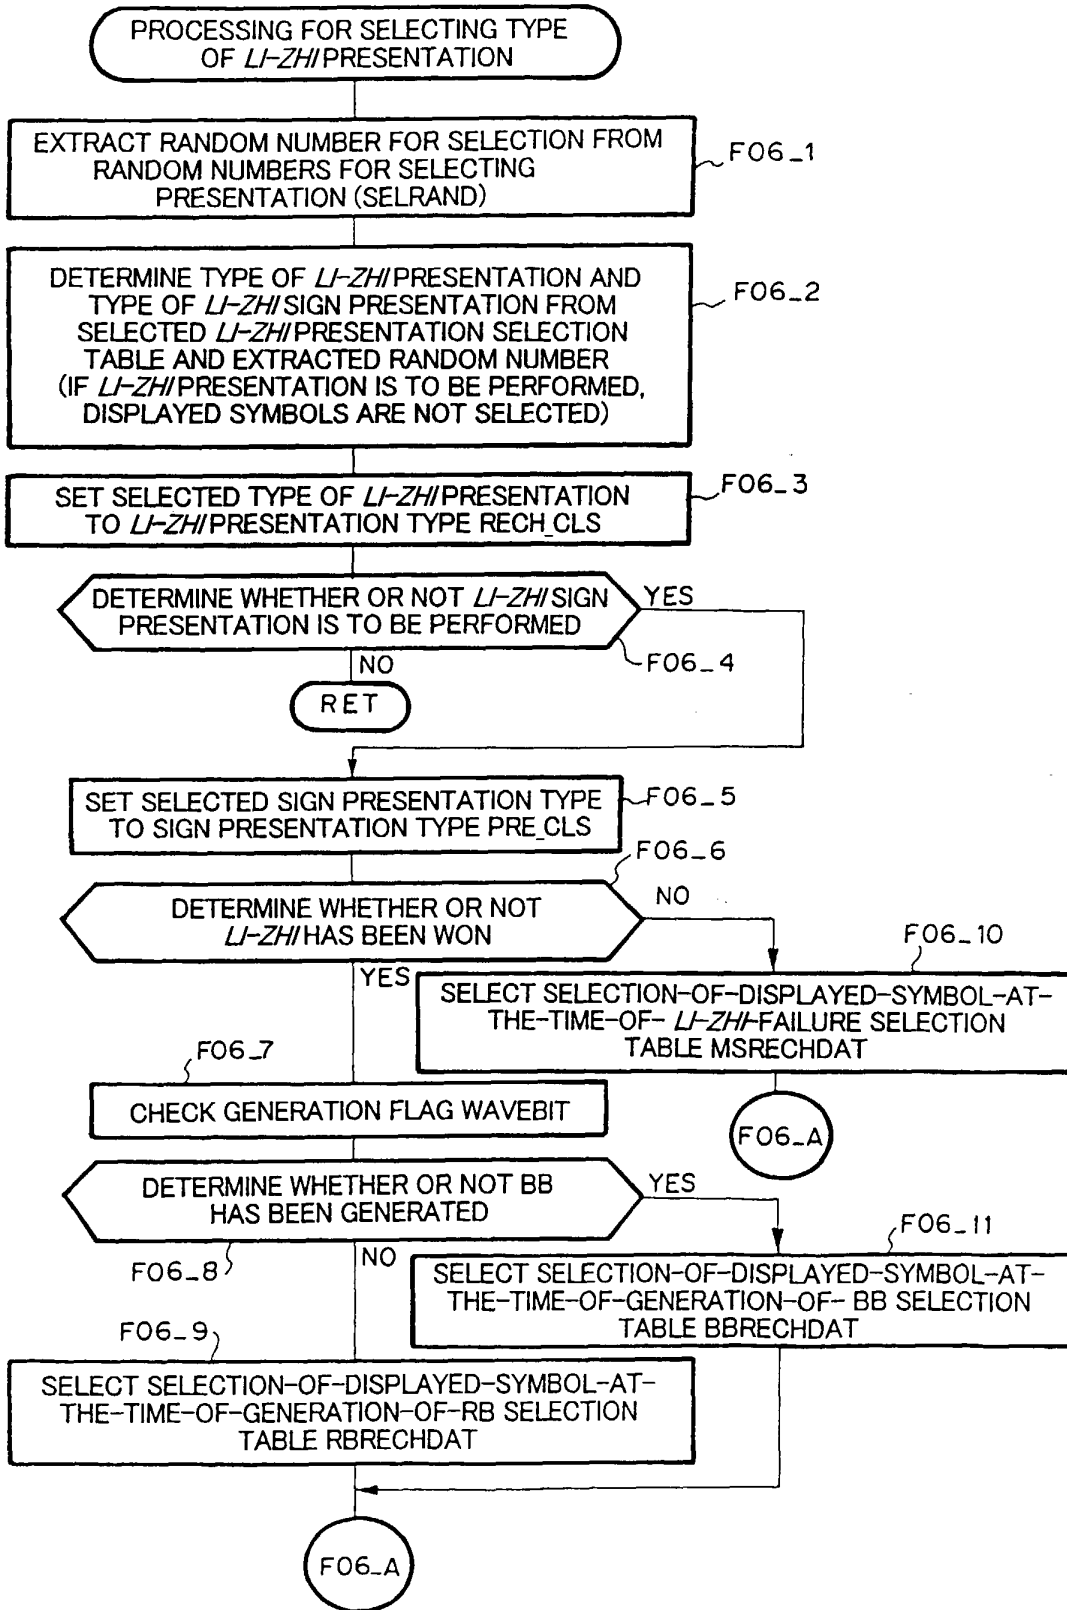 PROCESSING FOR SELECTING TYPE
OF LI-ZHI PRESENTATION
EXTRACT RANDOM NUMBER FOR SELECTION FROM
RANDOM NUMBERS FOR SELECTING
PRESENTATION (SELRAND)
F06_1
DETERMINE TYPE OF LI-ZHI PRESENTATION AND
TYPE OF LI-ZHI SIGN PRESENTATION FROM
SELECTED LI-ZHI PRESENTATION SELECTION
TABLE AND EXTRACTED RANDOM NUMBER
(IF LI-ZHI PRESENTATION IS TO BE PERFORMED,
DISPLAYED SYMBOLS ARE NOT SELECTED)
F06_2
SET SELECTED TYPE OF LI-ZHI PRESENTATION
TO LI-ZHI PRESENTATION TYPE RECH_CLS
F06_3
DETERMINE WHETHER OR NOT LI-ZHI SIGN
PRESENTATION IS TO BE PERFORMED
YES
F06_4
NO
RET
SET SELECTED SIGN PRESENTATION TYPE
TO SIGN PRESENTATION TYPE PRE_CLS
F06_5
F06_6
DETERMINE WHETHER OR NOT
LI-ZHI HAS BEEN WON
NO
YES
F06_10
SELECT SELECTION-OF-DISPLAYED-SYMBOL-AT-
THE-TIME-OF- LI-ZHI-FAILURE SELECTION
TABLE MSRECHDAT
F06_A
F06_7
CHECK GENERATION FLAG WAVEBIT
DETERMINE WHETHER OR NOT BB
HAS BEEN GENERATED
YES
F06_8
NO
F06_11
SELECT SELECTION-OF-DISPLAYED-SYMBOL-AT-
THE-TIME-OF-GENERATION-OF- BB SELECTION
TABLE BBRECHDAT
F06_9
SELECT SELECTION-OF-DISPLAYED-SYMBOL-AT-
THE-TIME-OF-GENERATION-OF-RB SELECTION
TABLE RBRECHDAT
F06_A